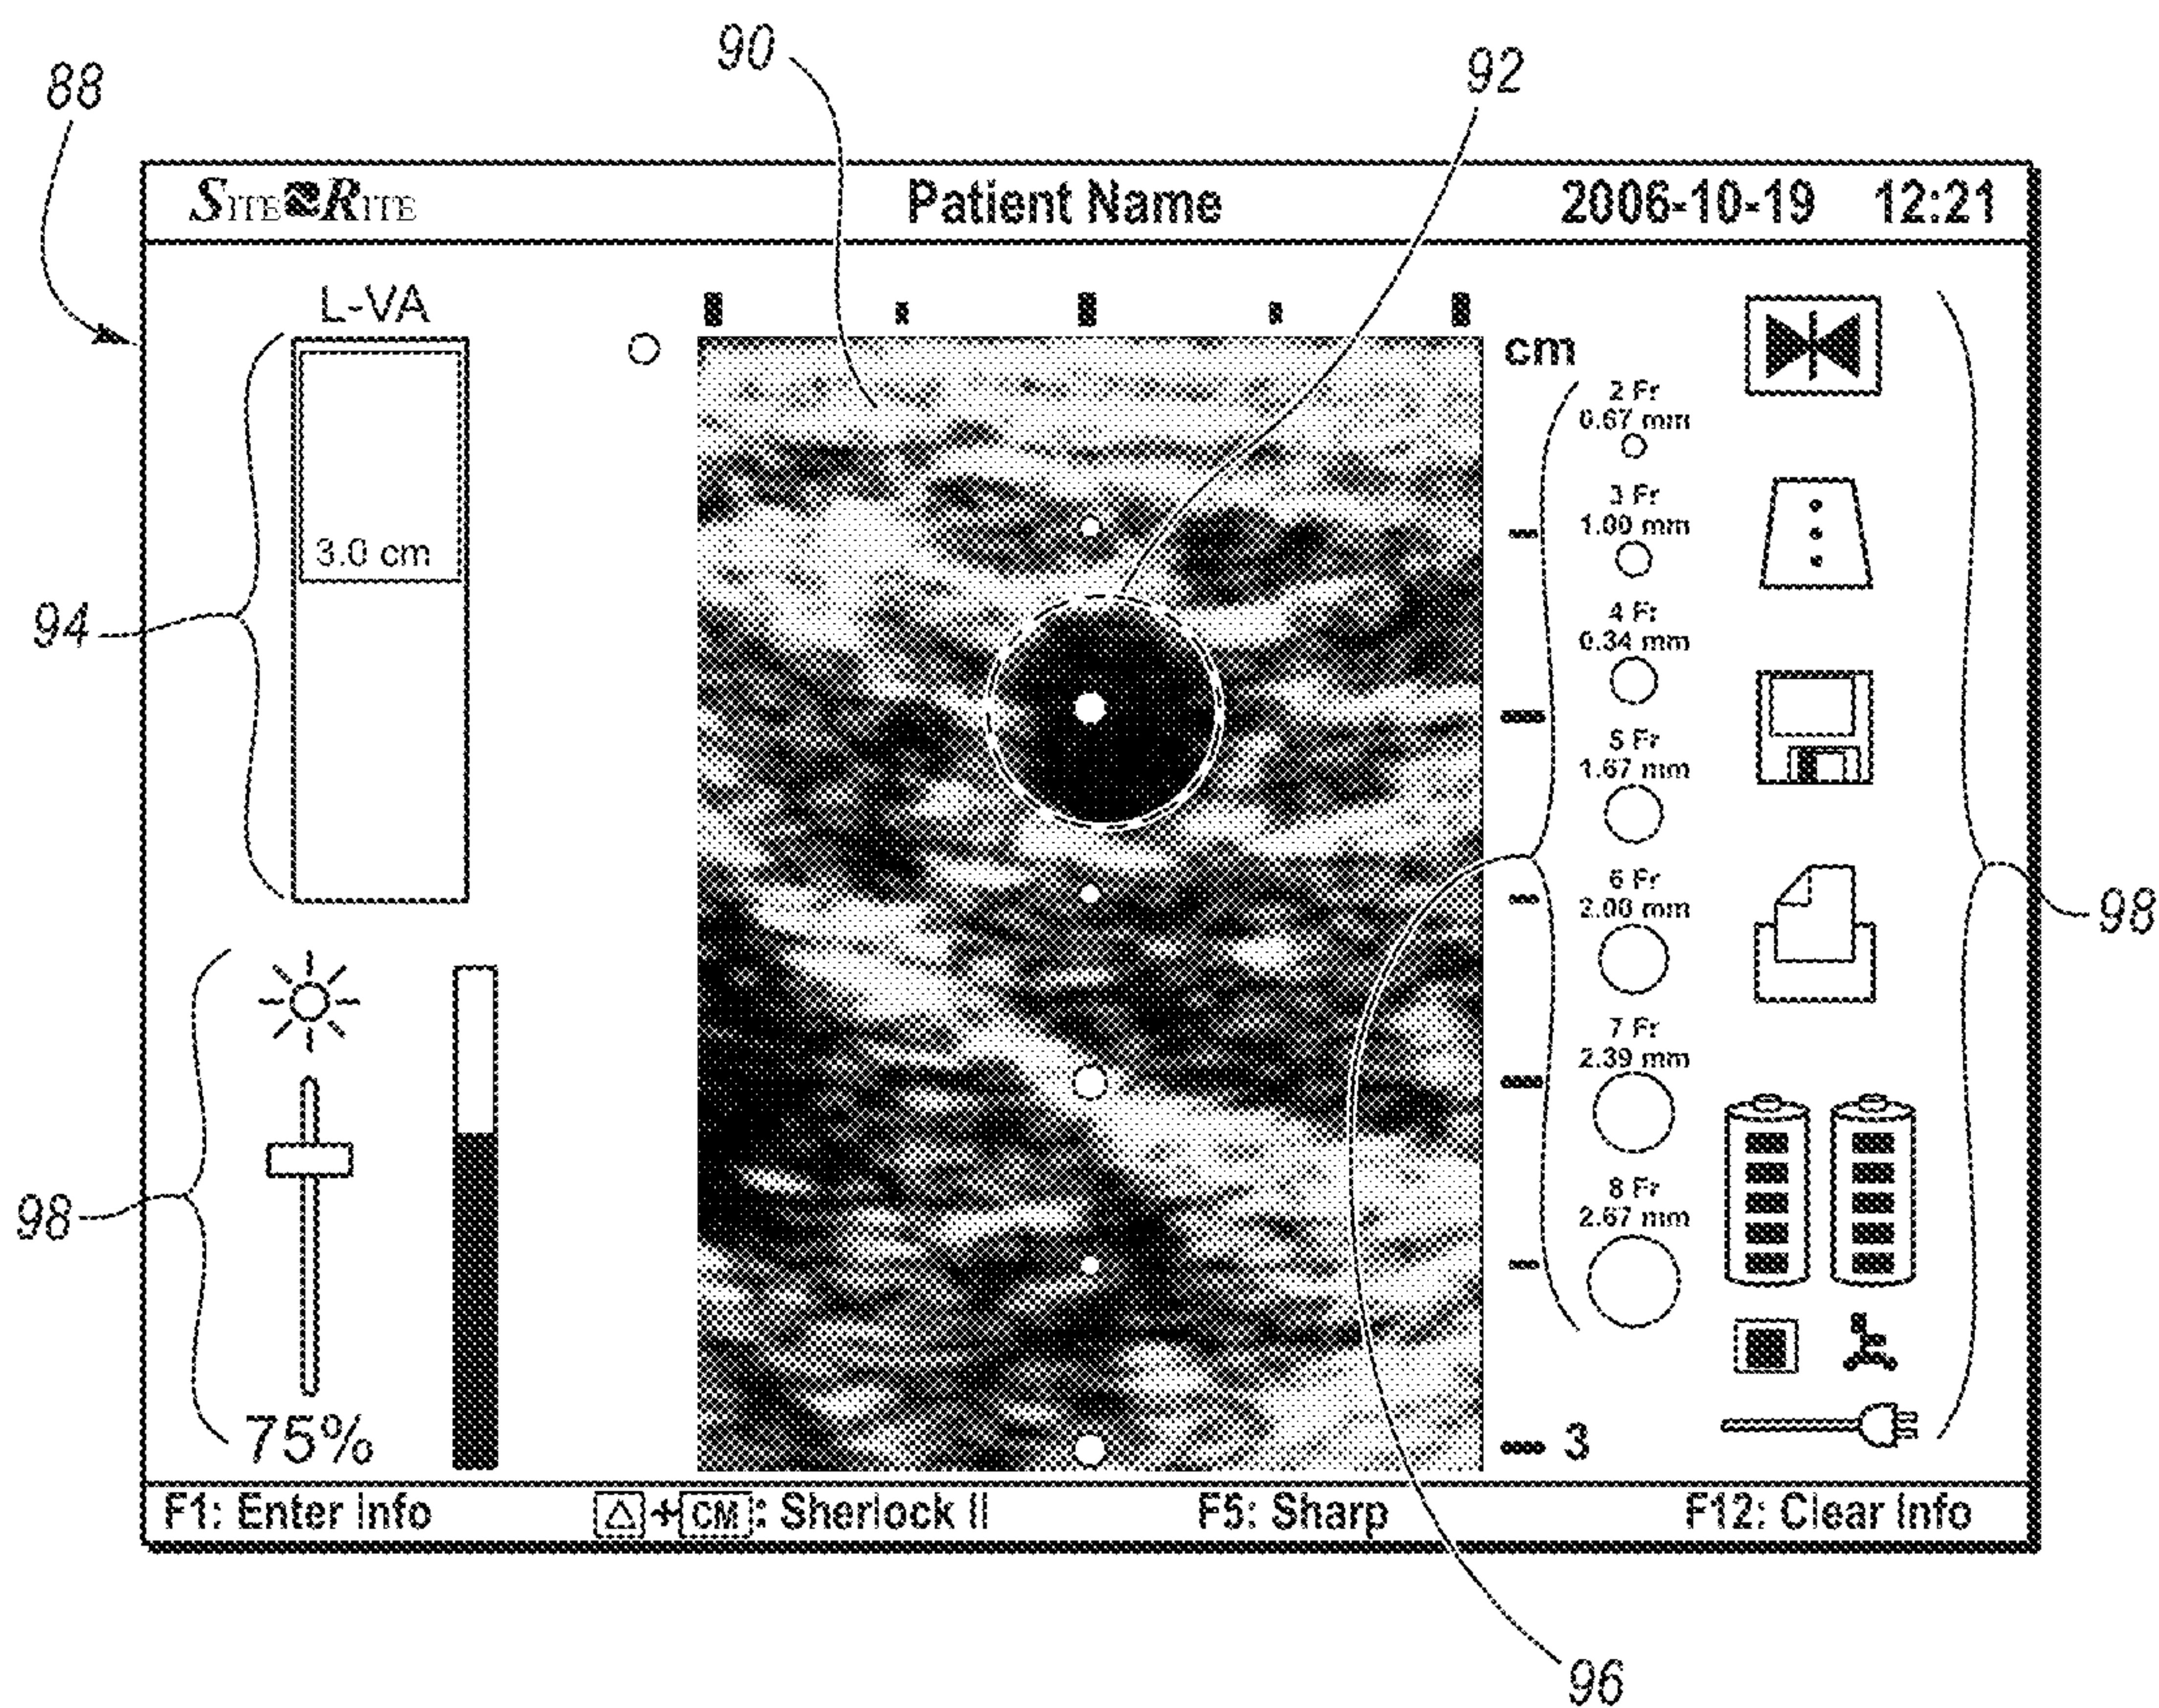 90
92
88
SITE RITE
Patient Name
2006-10-19 12:21
L-VA
cm
2 Fr
0.67 mm
3 Fr
1.00 mm
3.0 cm
94
4 Fr
0.34 mm
5 Fr
1.67 mm
6 Fr
2.00 mm
98
7 Fr
2.39 mm
8 Fr
2.67 mm
98
75%
3
F1: Enter Info
△+CM: Sherlock II
F5: Sharp
F12: Clear Info
96